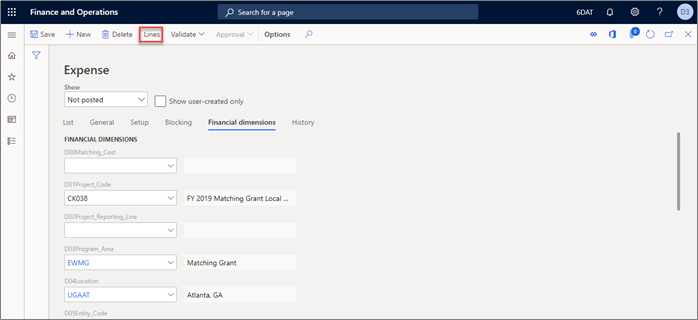 Finance and Operations Search for a page 6DAT ? D3
Save New Delete Lines Validate Approval Options 0
Expense
Show
Not posted Show user-created only
List General Setup Blocking Financial dimensions History
FINANCIAL DIMENSIONS
D00Matching_Cost
D01Project_Code
CK038 FY 2019 Matching Grant Local ...
D02Project_Reporting_Line
D03Program_Area
EWMG Matching Grant
D04Location
UGAAT Atlanta, GA
D05Entity_Code